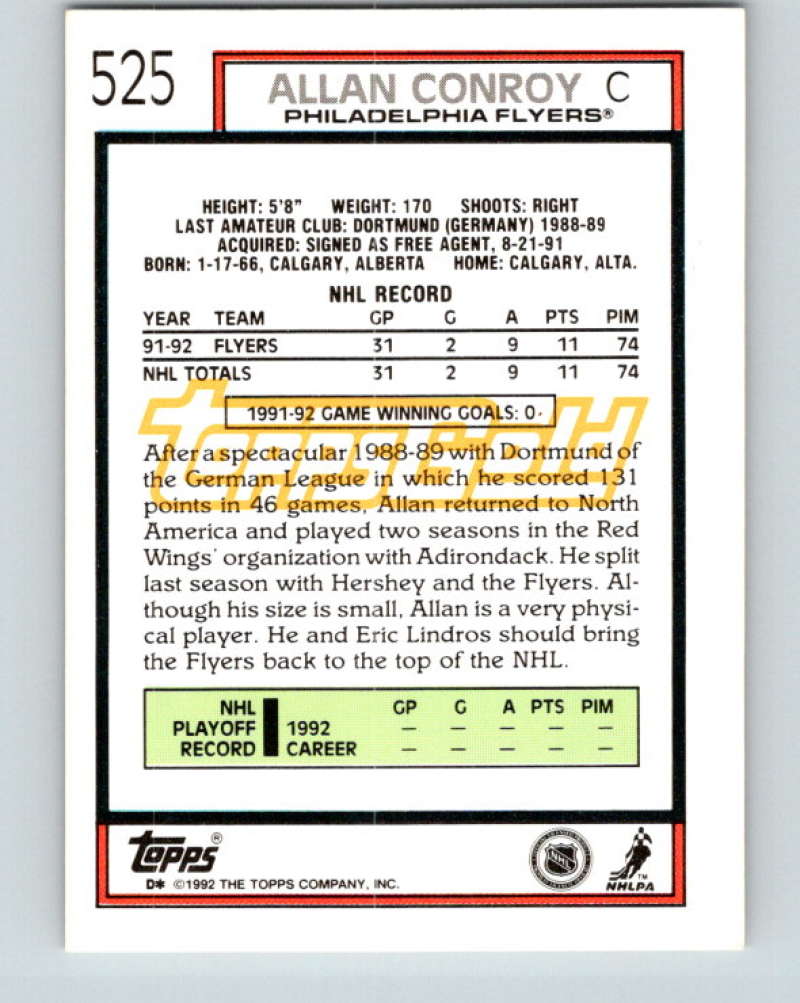 525
ALLAN CONROY C
PHILADELPHIA FLYERS®
HEIGHT: 5'8" WEIGHT: 170 SHOOTS: RIGHT
LAST AMATEUR CLUB: DORTMUND (GERMANY) 1988-89
ACQUIRED: SIGNED AS FREE AGENT, 8-21-91
BORN: 1-17-66, CALGARY, ALBERTA HOME: CALGARY, ALTA.
NHL RECORD
YEAR TEAM GP G A PTS PIM
91-92 FLYERS 31 2 9 11 74
NHL TOTALS 31 2 9 11 74
1991-92 GAME WINNING GOALS: 0
Topps Gold
After a spectacular 1988-89 with Dortmund of
the German League in which he scored 131
points in 46 games, Allan returned to North
America and played two seasons in the Red
Wings' organization with Adirondack. He split
last season with Hershey and the Flyers. Al-
though his size is small, Allan is a very physi-
cal player. He and Eric Lindros should bring
the Flyers back to the top of the NHL.
NHL GP G A PTS PIM
PLAYOFF 1992 – – – – –
RECORD CAREER – – – – –
Topps®
D* ©1992 THE TOPPS COMPANY, INC.
NHL
TM
NHLPA